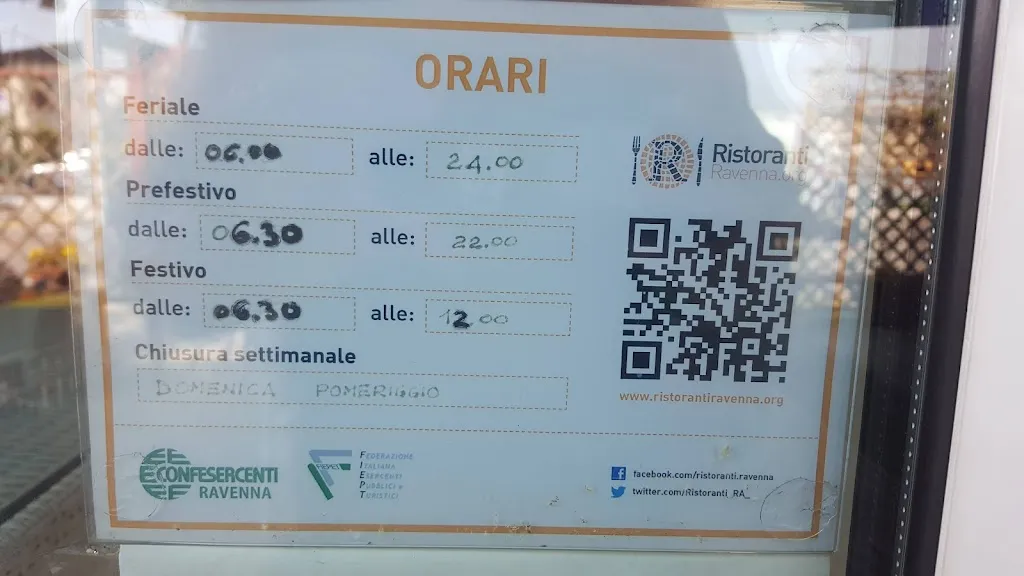 ORARI
Feriale
dalle: 06.00 alle: 24.00
Prefestivo
dalle: 06.30 alle: 22.00
Festivo
dalle: 06.30 alle: 12 00
Chiusura settimanale
DOMENICA POMERIGGIO
R
Ristoranti
Ravenna.org
www.ristorantiravenna.org
CONFESERCENTI
RAVENNA
FIEPET
FEDERAZIONE
ITALIANA
ESERCENTI
PUBBLICI E
TURISTICI
facebook.com/ristoranti.ravenna
twitter.com/Ristoranti_RA_